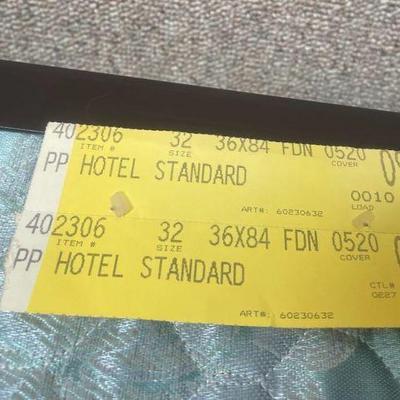 402306 32 36X84 FDN 0520
ITEM # SIZE COVER
PP HOTEL STANDARD 0010
ART#: 60230632 LOAD
402306 32 36X84 FDN 0520
ITEM # SIZE COVER
PP HOTEL STANDARD CTL#
ART#: 60230632 0227